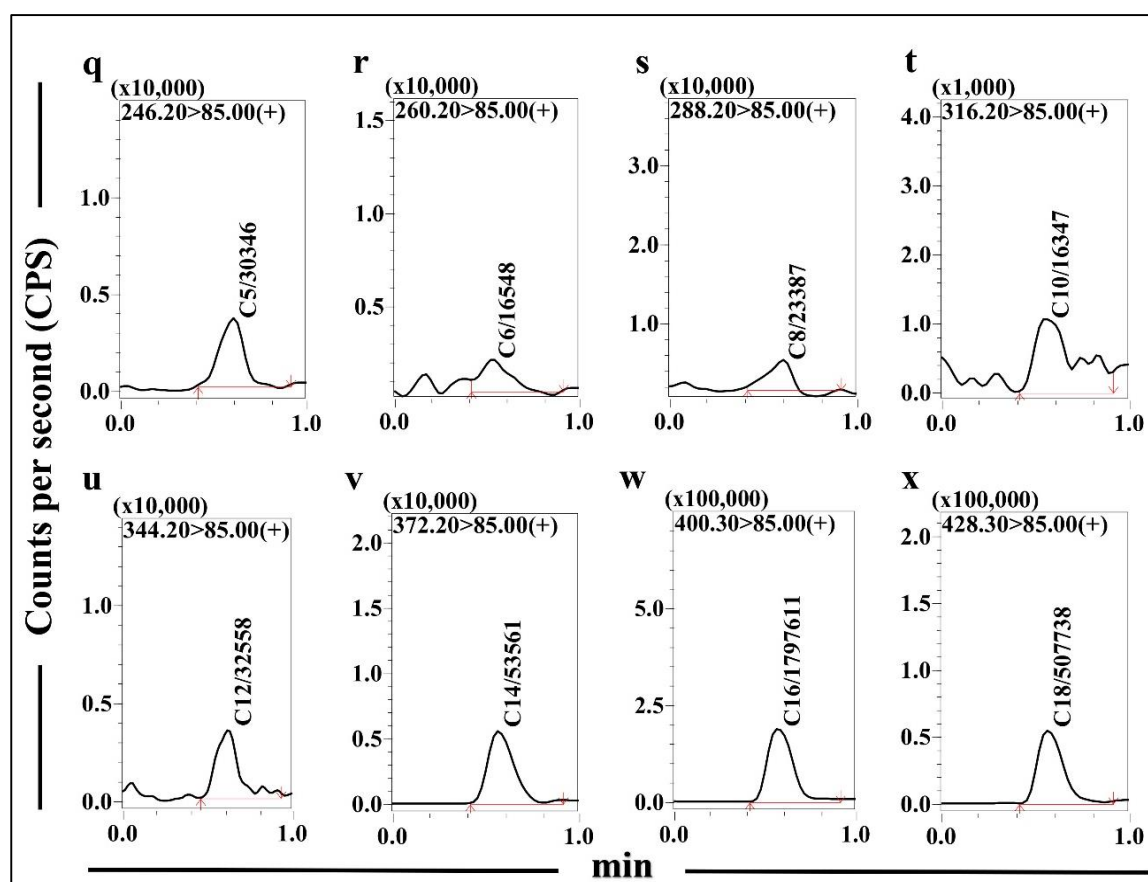 Counts per second (CPS)
q
(x10,000)
246.20>85.00(+)
1.0
0.5
0.0
C5/30346
0.0
1.0
r
(x10,000)
260.20>85.00(+)
1.5
1.0
0.5
C6/16548
0.0
1.0
s
(x10,000)
288.20>85.00(+)
3.0
2.0
1.0
C8/23387
0.0
1.0
t
(x1,000)
316.20>85.00(+)
4.0
3.0
2.0
1.0
0.0
C10/16347
0.0
1.0
u
(x10,000)
344.20>85.00(+)
1.0
0.5
0.0
C12/32558
0.0
1.0
v
(x10,000)
372.20>85.00(+)
2.0
1.5
1.0
0.5
0.0
C14/53561
0.0
1.0
w
(x100,000)
400.30>85.00(+)
5.0
2.5
0.0
C16/1797611
0.0
1.0
x
(x100,000)
428.30>85.00(+)
2.0
1.5
1.0
0.5
0.0
C18/507738
0.0
1.0
min